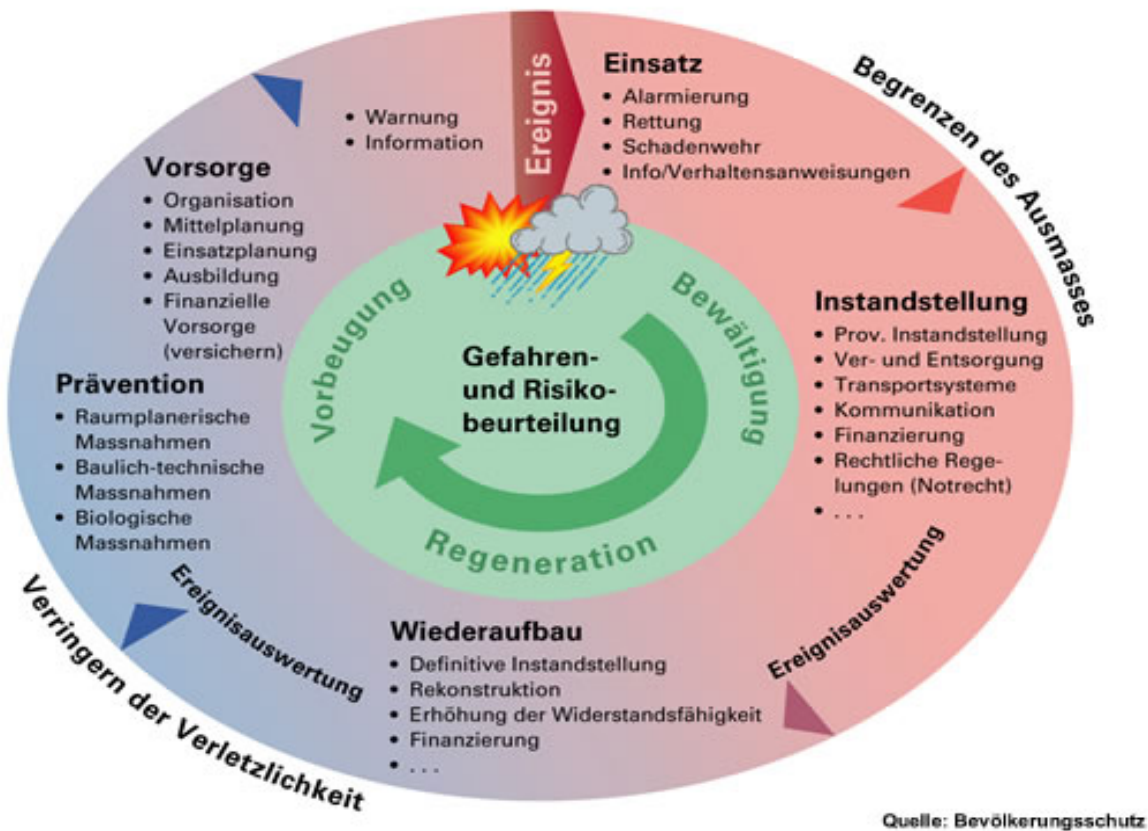 Ereignis
Einsatz
• Alarmierung
• Rettung
• Schadenwehr
• Info/Verhaltensanweisungen
Begrenzen des Ausmasses
Instandstellung
• Prov. Instandstellung
• Ver- und Entsorgung
• Transportsysteme
• Kommunikation
• Finanzierung
• Rechtliche Rege-
lungen (Notrecht)
• . . .
Ereignisauswertung
Wiederaufbau
• Definitive Instandstellung
• Rekonstruktion
• Erhöhung der Widerstandsfähigkeit
• Finanzierung
• . . .
Ereignisauswertung
Verringern der Verletzlichkeit
Prävention
• Raumplanerische
Massnahmen
• Baulich-technische
Massnahmen
• Biologische
Massnahmen
Vorsorge
• Organisation
• Mittelplanung
• Einsatzplanung
• Ausbildung
• Finanzielle
Vorsorge
(versichern)
• Warnung
• Information
Bewältigung
Regeneration
Vorbeugung
Gefahren-
und Risiko-
beurteilung
Quelle: Bevölkerungsschutz